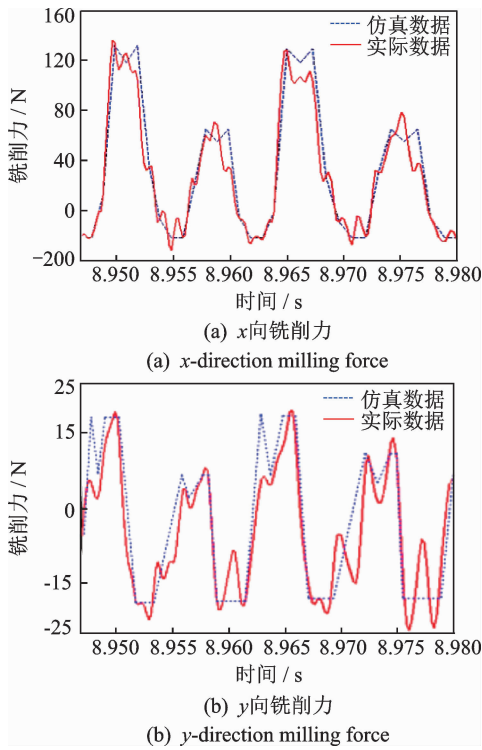 160
120
80
40
0
−200
铣削力 / N
仿真数据
实际数据
8.950 8.955 8.960 8.965 8.970 8.975 8.980
时间 / s
(a) x向铣削力
(a) x-direction milling force
25
15
0
-15
-25
铣削力 / N
仿真数据
实际数据
8.950 8.955 8.960 8.965 8.970 8.975 8.980
时间 / s
(b) y向铣削力
(b) y-direction milling force